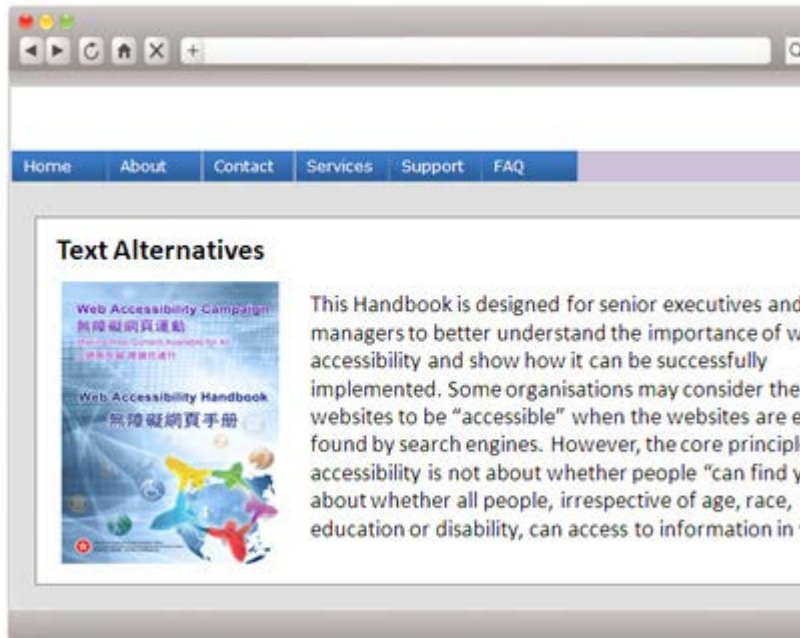 Home About Contact Services Support FAQ
Text Alternatives
Web Accessibility Campaign
無障礙網頁運動
Web Accessibility Handbook
無障礙網頁手册
This Handbook is designed for senior executives and
managers to better understand the importance of w
accessibility and show how it can be successfully
implemented. Some organisations may consider the
websites to be “accessible” when the websites are e
found by search engines. However, the core principle
accessibility is not about whether people “can find y
about whether all people, irrespective of age, race,
education or disability, can access to information in